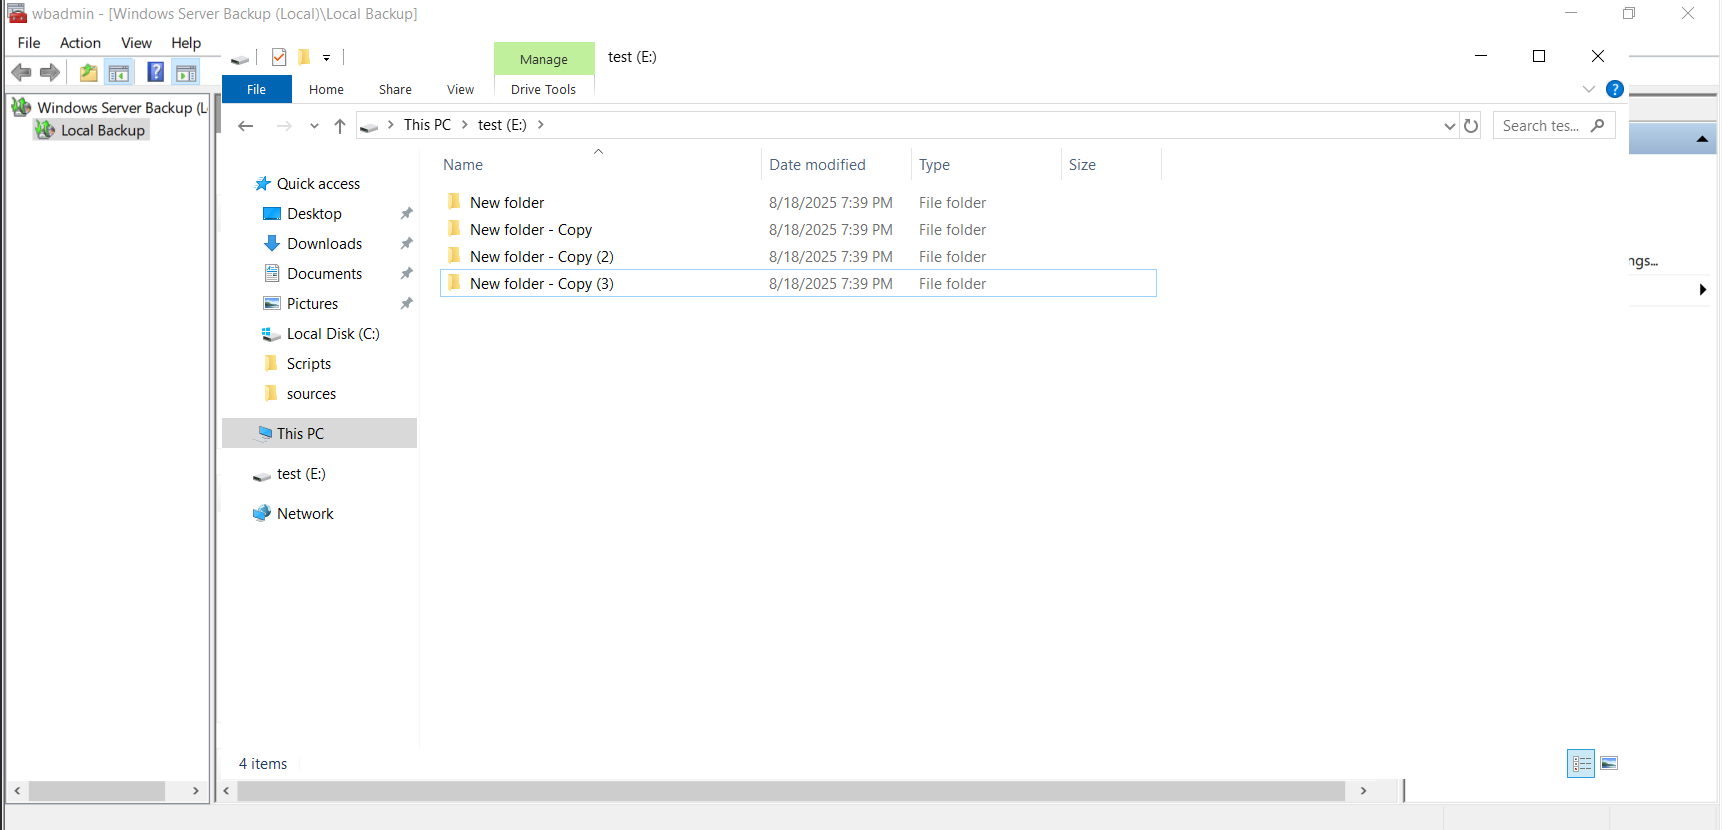 wbadmin - [Windows Server Backup (Local)\Local Backup]
File Action View Help
Manage test (E:)
File Home Share View Drive Tools
This PC test (E:) Search tes...
Windows Server Backup (L
Local Backup
Name Date modified Type Size
Quick access
Desktop
Downloads
Documents
Pictures
Local Disk (C:)
Scripts
sources
This PC
test (E:)
Network
New folder 8/18/2025 7:39 PM File folder
New folder - Copy 8/18/2025 7:39 PM File folder
New folder - Copy (2) 8/18/2025 7:39 PM File folder
New folder - Copy (3) 8/18/2025 7:39 PM File folder
ngs...
4 items